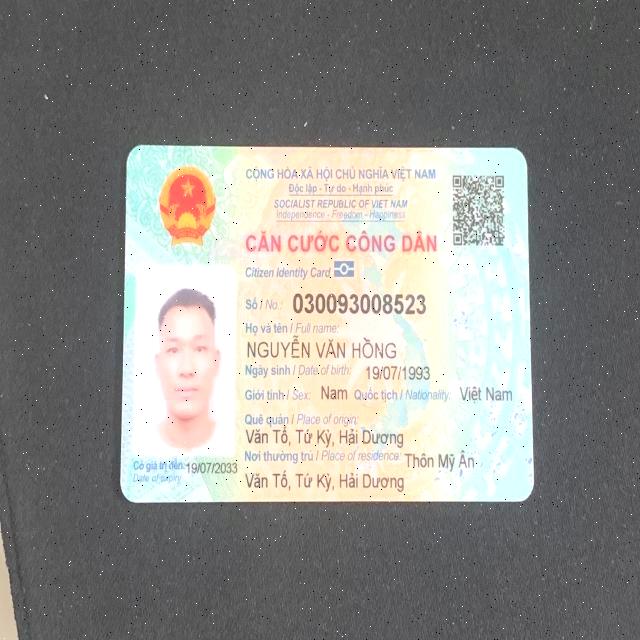 CỘNG HÒA XÃ HỘI CHỦ NGHĨA VIỆT NAM
Độc lập - Tự do - Hạnh phúc
SOCIALIST REPUBLIC OF VIET NAM
Independence - Freedom - Happiness
CĂN CƯỚC CÔNG DÂN
Citizen Identity Card
Số / No.: 030093008523
Họ và tên / Full name:
NGUYỄN VĂN HỒNG
Ngày sinh / Date of birth: 19/07/1993
Giới tính / Sex: Nam Quốc tịch / Nationality: Việt Nam
Quê quán / Place of origin:
Văn Tố, Tứ Kỳ, Hải Dương
Nơi thường trú / Place of residence: Thôn Mỹ Ân
Văn Tố, Tứ Kỳ, Hải Dương
Có giá trị đến: 19/07/2033
Date of expiry